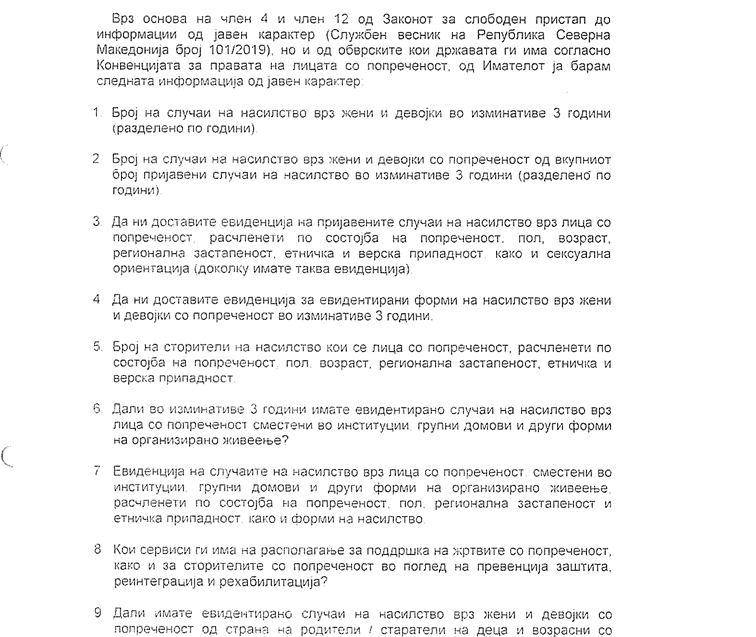 Врз основа на член 4 и член 12 од Законот за слободен пристап до
информации од јавен карактер (Службен весник на Република Северна
Македонија број 101/2019), но и од обврските кои државата ги има согласно
Конвенцијата за правата на лицата со попреченост, од Имателот ја барам
следната информација од јавен карактер:
1. Број на случаи на насилство врз жени и девојки во изминативе 3 години
(разделено по години).
2 Број на случаи на насилство врз жени и девојки со попреченост од вкупниот
број пријавени случаи на насилство во изминативе 3 години (разделено по
години).
3. Да ни доставите евиденција на пријавените случаи на насилство врз лица со
попреченост, расчленети по состојба на попреченост, пол, возраст,
регионална застапеност, етничка и верска припадност, како и сексуална
ориентација (доколку имате таква евиденција).
4 Да ни доставите евиденција за евидентирани форми на насилство врз жени
и девојки со попреченост во изминативе 3 години.
5. Број на сторители на насилство кои се лица со попреченост, расчленети по
состојба на попреченост, пол, возраст, регионална застапеност, етничка и
верска припадност.
6. Дали во изминативе 3 години имате евидентирано случаи на насилство врз
лица со попреченост сместени во институции, групни домови и други форми
на организирано живеење?
7 Евиденција на случаите на насилство врз лица со попреченост, сместени во
институции, групни домови и други форми на организирано живеење,
расчленети по состојба на попреченост, пол, регионална застапеност и
етничка припадност, како и форми на насилство.
8 Кои сервиси ги има на располагање за поддршка на жртвите со попреченост,
како и за сторителите со попреченост во поглед на превенција заштита,
реинтеграција и рехабилитација?
9 Дали имате евидентирано случаи на насилство врз жени и девојки со
попреченост од страна на родители / старатели на деца и возрасни со